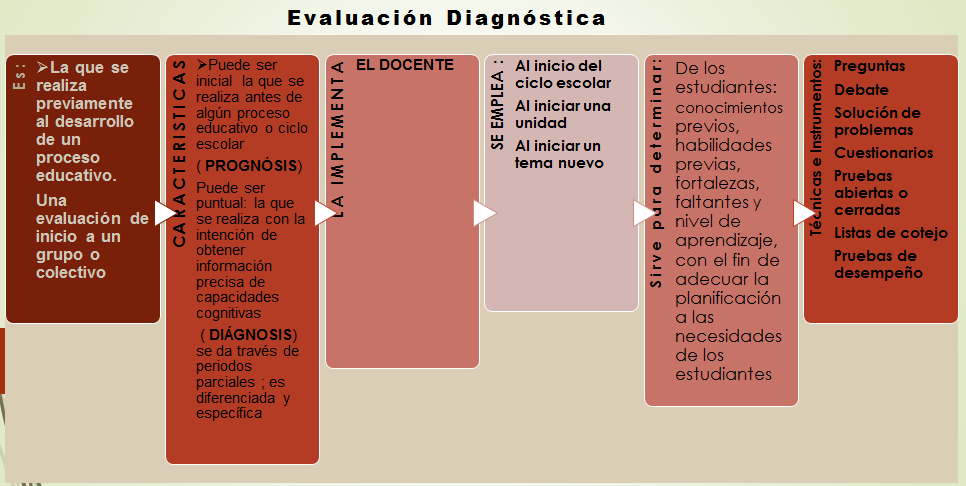 Evaluación Diagnóstica
Es:
➢La que se
realiza
previamente
al desarrollo
de un
proceso
educativo.
Una
evaluación de
inicio a un
grupo o
colectivo
CARACTERISTICAS
➢Puede ser
inicial la que se
realiza antes de
algún proceso
educativo o ciclo
escolar
( PROGNÓSIS)
Puede ser
puntual: la que
se realiza con la
intención de
obtener
información
precisa de
capacidades
cognitivas
( DIÁGNOSIS)
se da través de
periodos
parciales ; es
diferenciada y
específica
LA IMPLEMENTA
EL DOCENTE
SE EMPLEA.:
Al inicio del
ciclo escolar
Al iniciar una
unidad
Al iniciar un
tema nuevo
Sirve para determinar:
De los
estudiantes:
conocimientos
previos,
habilidades
previas,
fortalezas,
faltantes y
nivel de
aprendizaje,
con el fin de
adecuar la
planificación
a las
necesidades
de los
estudiantes
Técnicas e Instrumentos:
Preguntas
Debate
Solución de
problemas
Cuestionarios
Pruebas
abiertas o
cerradas
Listas de cotejo
Pruebas de
desempeño